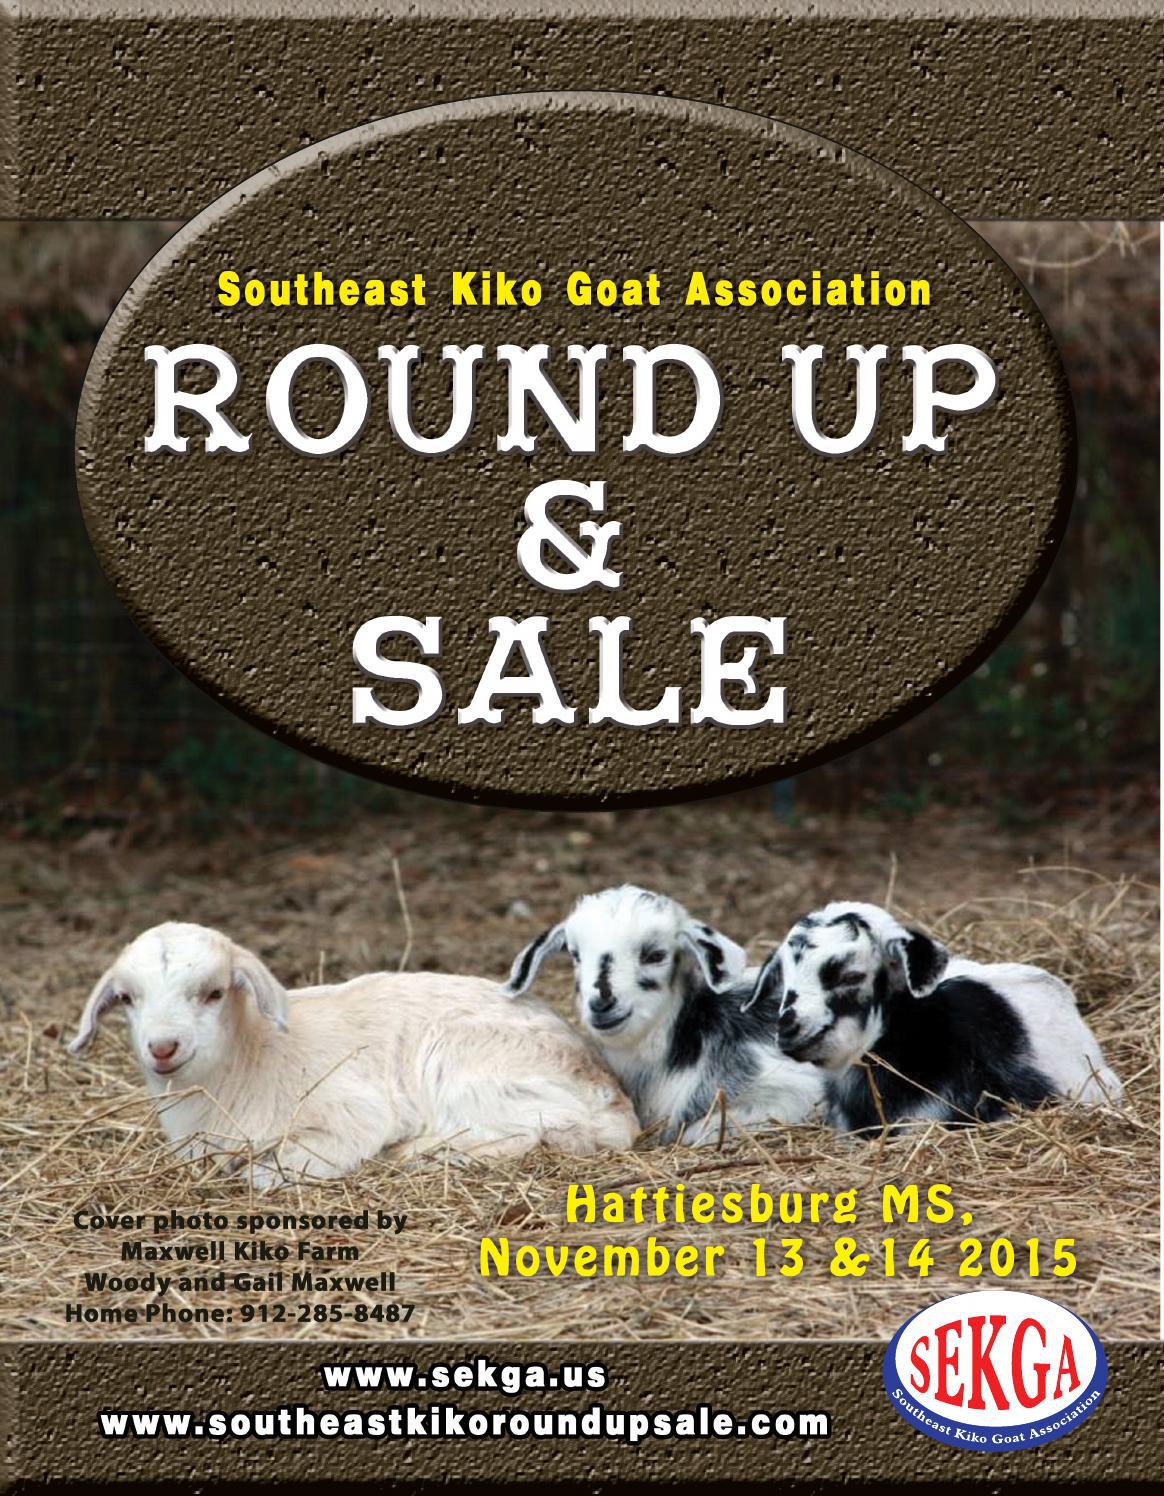 Southeast Kiko Goat Association
ROUND UP
&
SALE
Hattiesburg MS,
November 13 &14 2015
Cover photo sponsored by
Maxwell Kiko Farm
Woody and Gail Maxwell
Home Phone: 912-285-8487
www.sekga.us
www.southeastkikoroundupsale.com
SEKGA
Southeast Kiko Goat Association